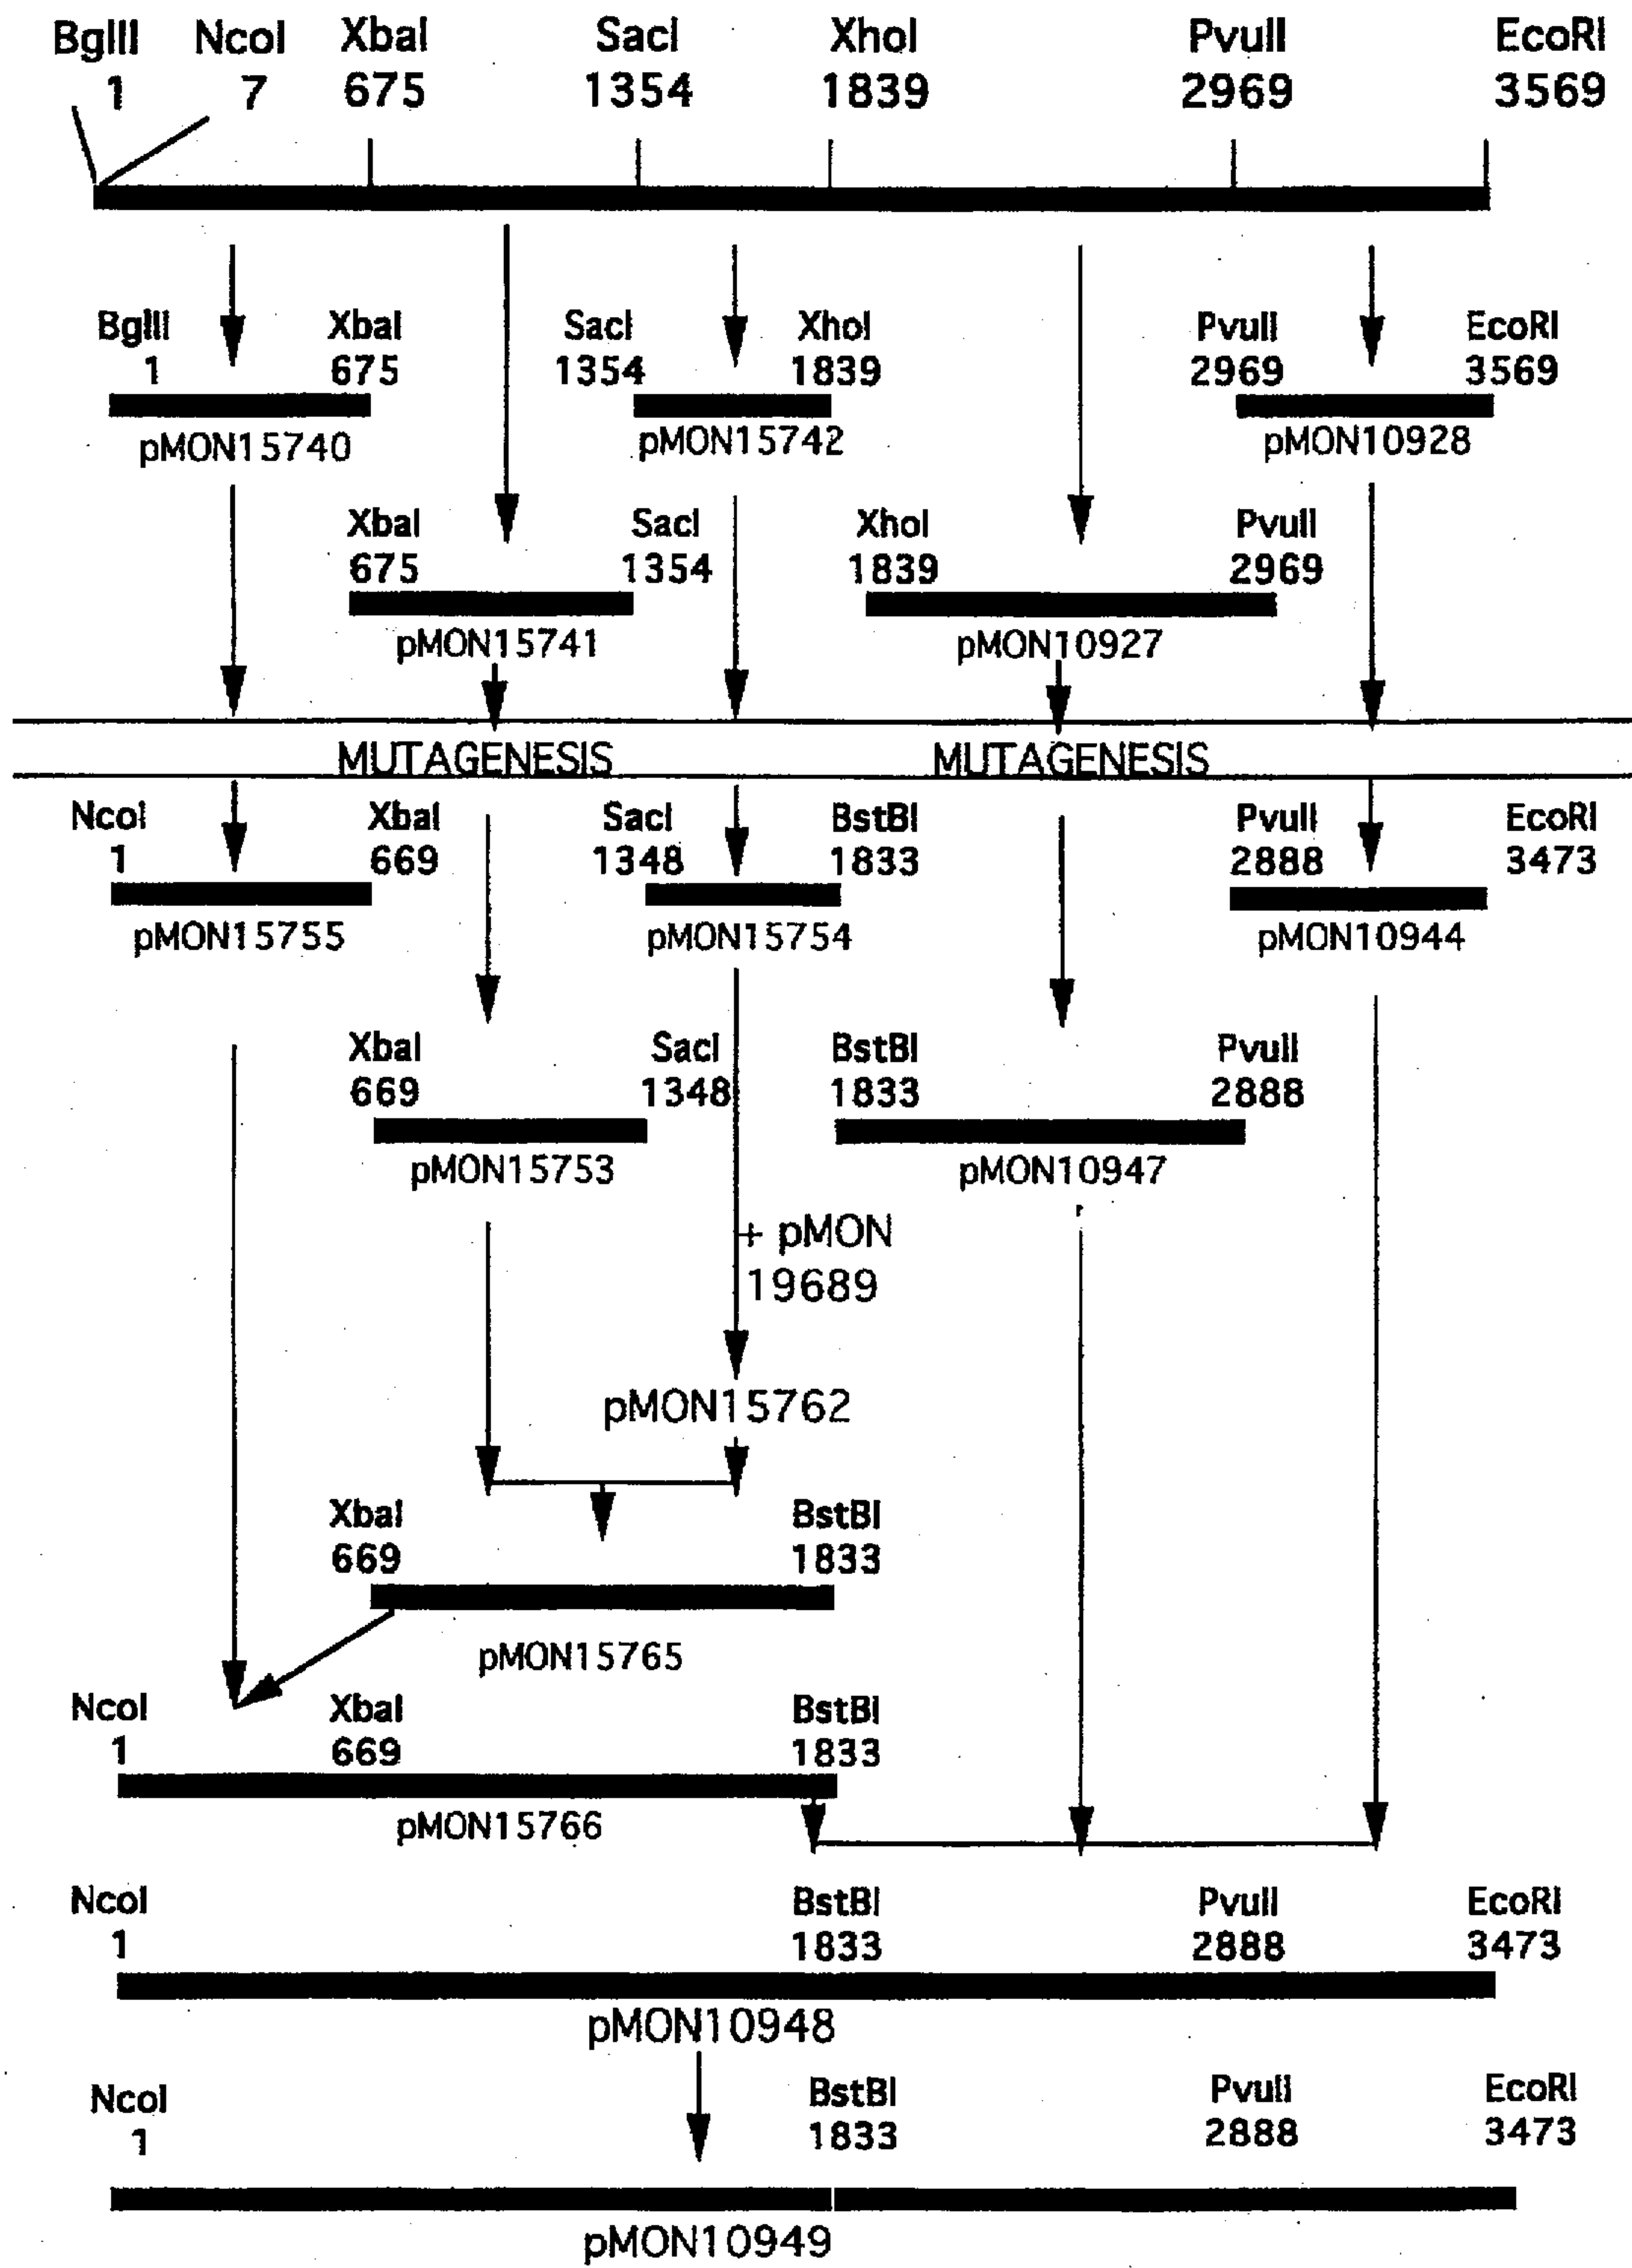 BglII NcoI XbaI SacI XhoI PvuII EcoRI
1 7 675 1354 1839 2969 3569
BglII XbaI SacI XhoI PvuII EcoRI
1 675 1354 1839 2969 3569
pMON15740 pMON15742 pMON10928
XbaI SacI XhoI PvuII
675 1354 1839 2969
pMON15741 pMON10927
MUTAGENESIS MUTAGENESIS
NcoI XbaI SacI BstBI PvuII EcoRI
1 669 1348 1833 2888 3473
pMON15755 pMON15754 pMON10944
XbaI SacI BstBI PvuII
669 1348 1833 2888
pMON15753 pMON10947
+ pMON
19689
pMON15762
XbaI BstBI
669 1833
pMON15765
NcoI XbaI BstBI
1 669 1833
pMON15766
NcoI BstBI PvuII EcoRI
1 1833 2888 3473
pMON10948
NcoI BstBI PvuII EcoRI
1 1833 2888 3473
pMON10949